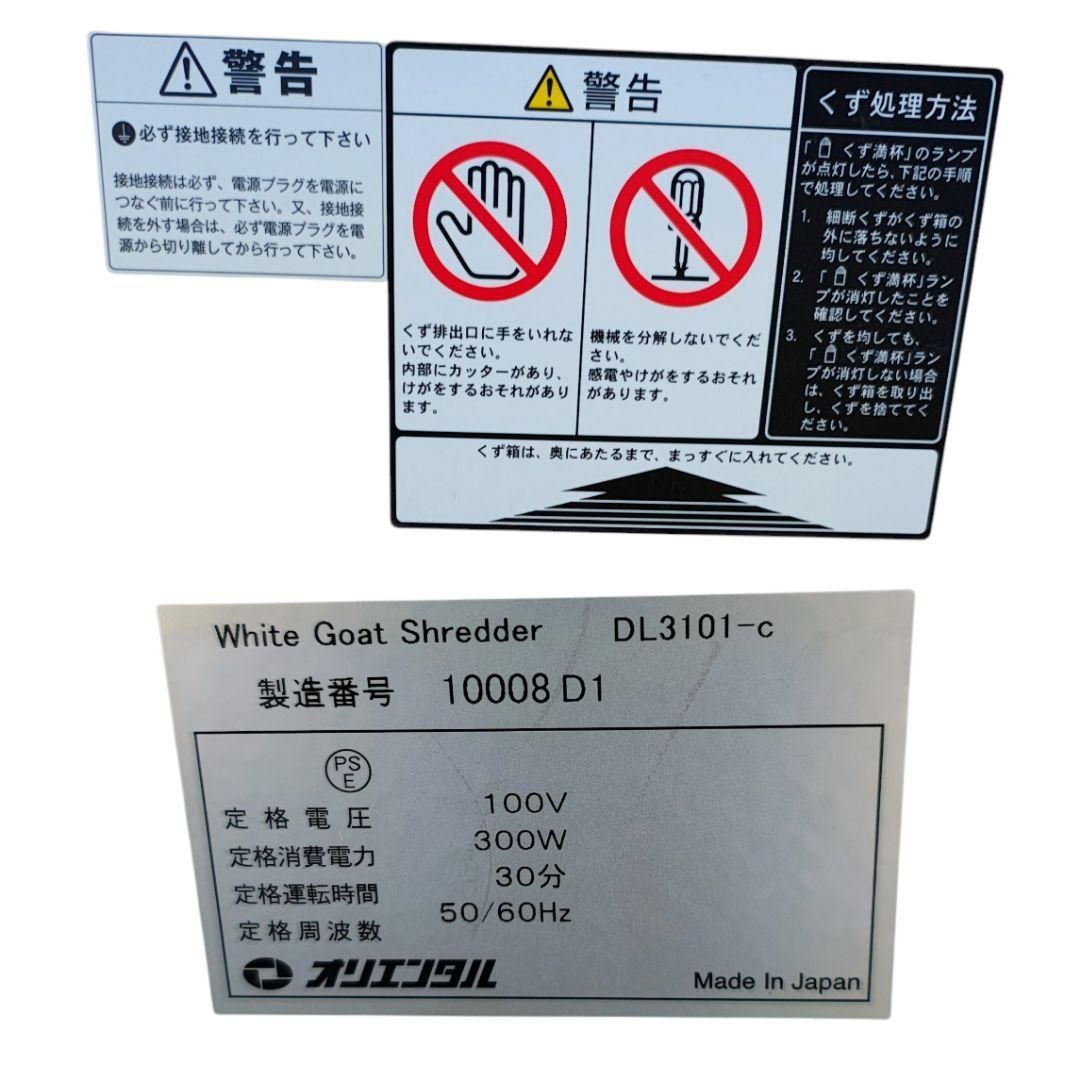 警告
必ず接地接続を行って下さい
接地接続は必ず、電源プラグを電源に
つなぐ前に行って下さい。又、接地接
続を外す場合は、必ず電源プラグを電
源から切り離してから行って下さい。
警告
くず排出口に手をいれな
いでください。
内部にカッターがあり、
けがをするおそれがあり
ます。
機械を分解しないでくだ
さい。
感電やけがをするおそれ
があります。
くず処理方法
「くず満杯」のランプ
が点灯したら、下記の手順
で処理してください。
1. 細断くずがくず箱の
外に落ちないように
均してください。
2. 「くず満杯」ラン
プが消灯したことを
確認してください。
3. くずを均しても、
「くず満杯」ラン
プが消灯しない場合
は、くず箱を取り出
し、くずを捨ててく
ださい。
くず箱は、奥にあたるまで、まっすぐに入れてください。
White Goat Shredder DL3101-c
製造番号 10008 D1
PS
E
定格電圧 100V
定格消費電力 300W
定格運転時間 30分
定格周波数 50/60Hz
オリエンタル Made In Japan